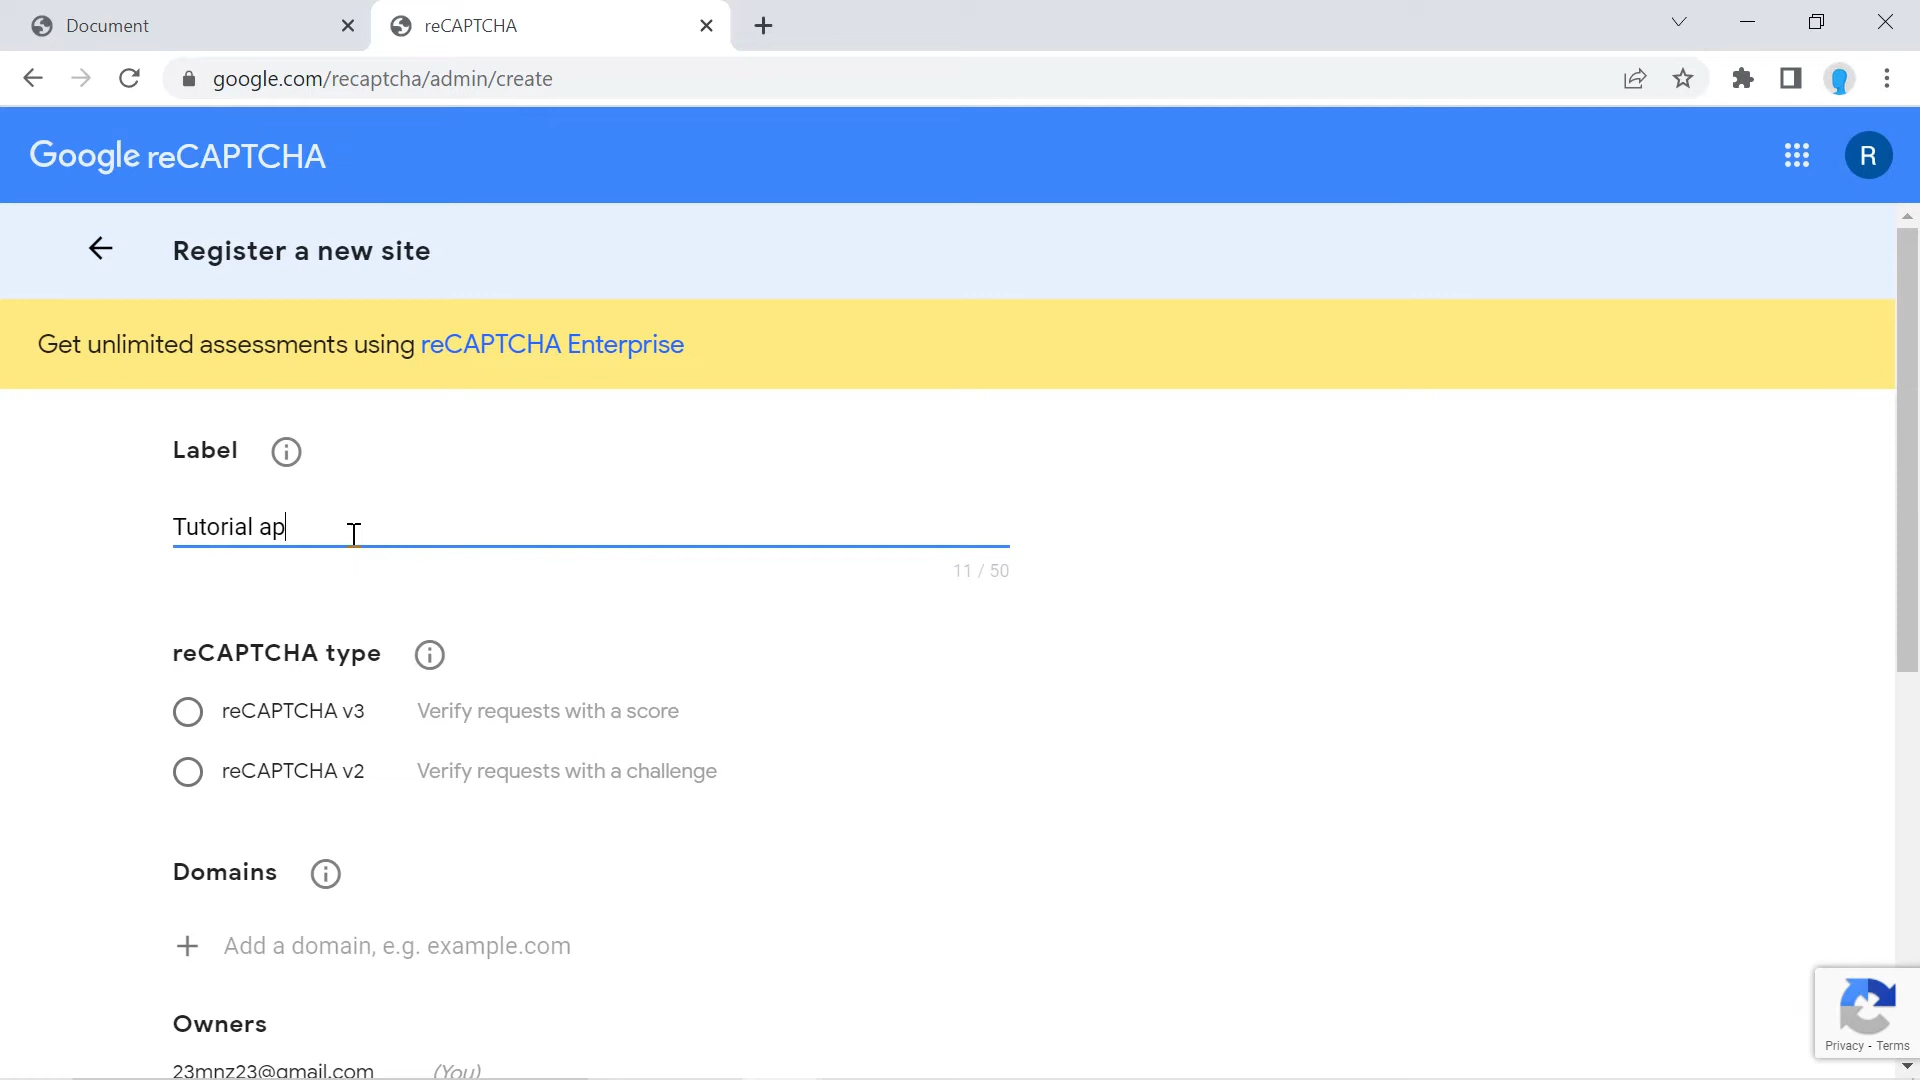 Document
reCAPTCHA
google.com/recaptcha/admin/create
Google reCAPTCHA
R
Register a new site
Get unlimited assessments using reCAPTCHA Enterprise
Label
Tutorial ap
11 / 50
reCAPTCHA type
reCAPTCHA v3 Verify requests with a score
reCAPTCHA v2 Verify requests with a challenge
Domains
Add a domain, e.g. example.com
Owners
23mnz23@gmail.com (You)
Privacy - Terms